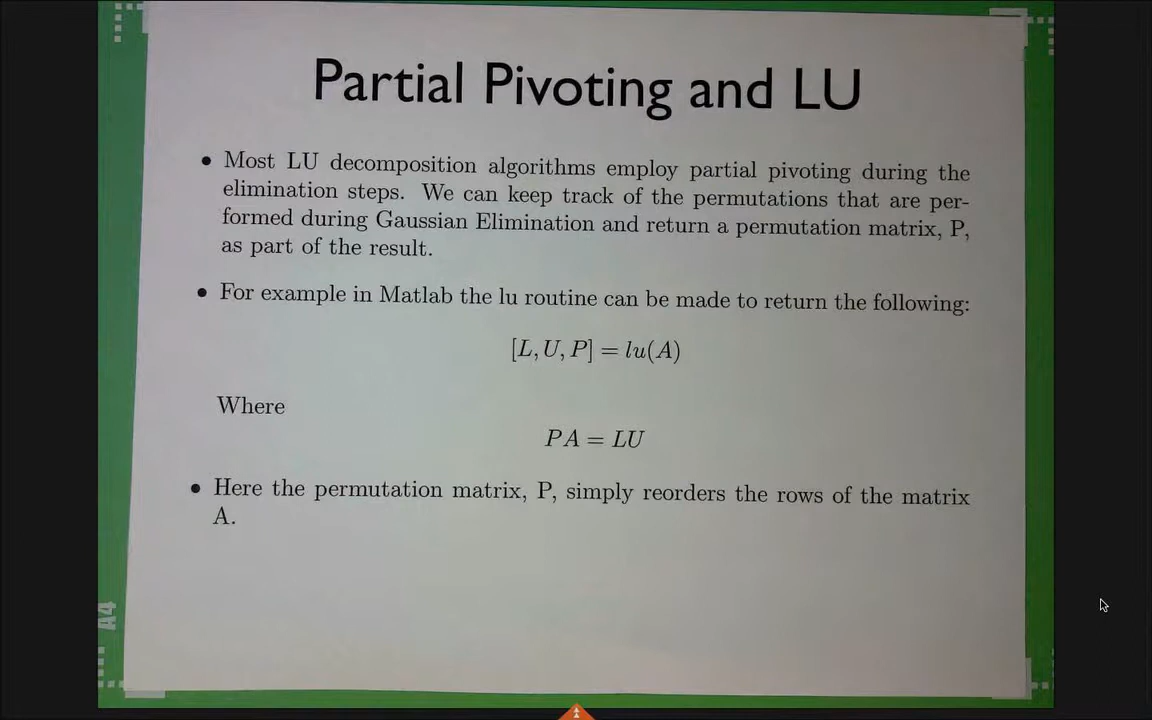 Partial Pivoting and LU
• Most LU decomposition algorithms employ partial pivoting during the
elimination steps. We can keep track of the permutations that are per-
formed during Gaussian Elimination and return a permutation matrix, P,
as part of the result.
• For example in Matlab the lu routine can be made to return the following:
[L, U, P] = lu(A)
Where
PA = LU
• Here the permutation matrix, P, simply reorders the rows of the matrix
A.
A4